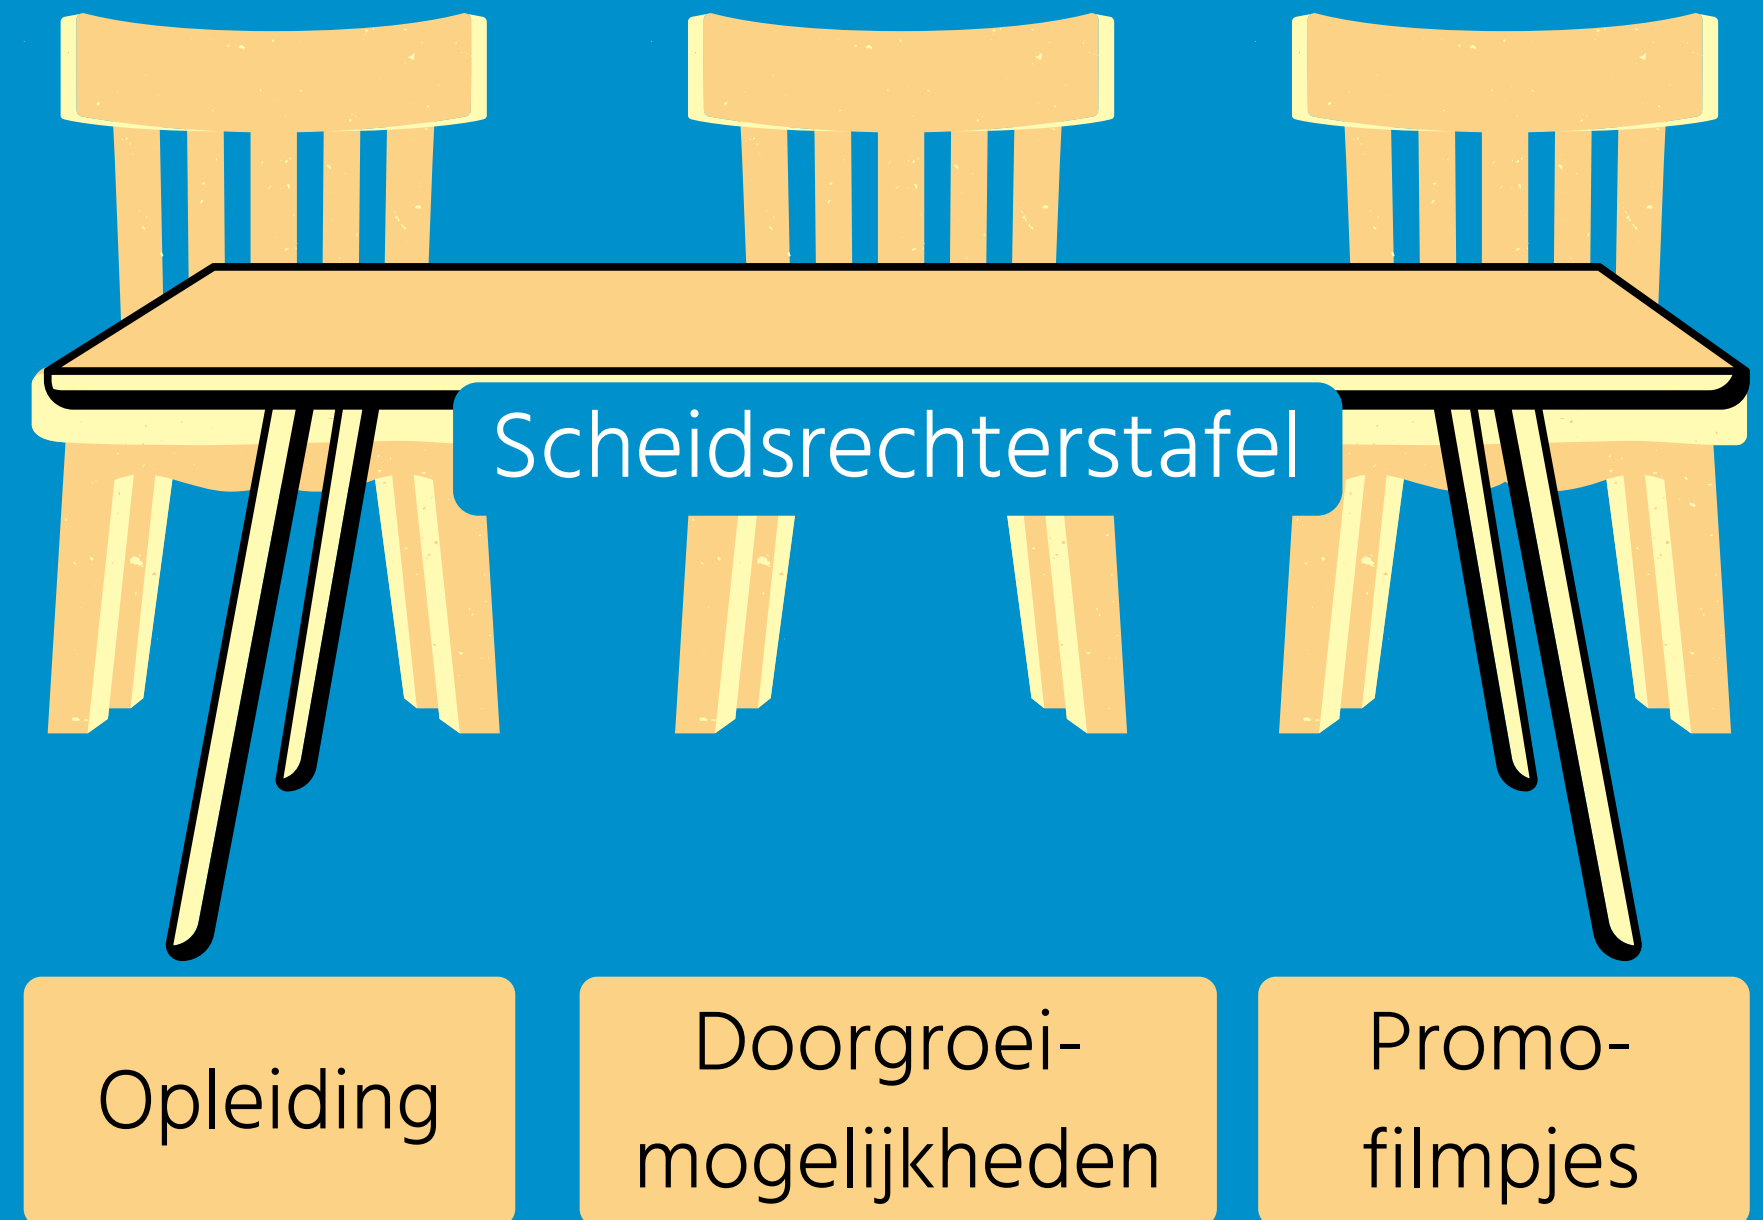 Scheidsrechterstafel
Opleiding
Doorgroei-
mogelijkheden
Promo-
filmpjes